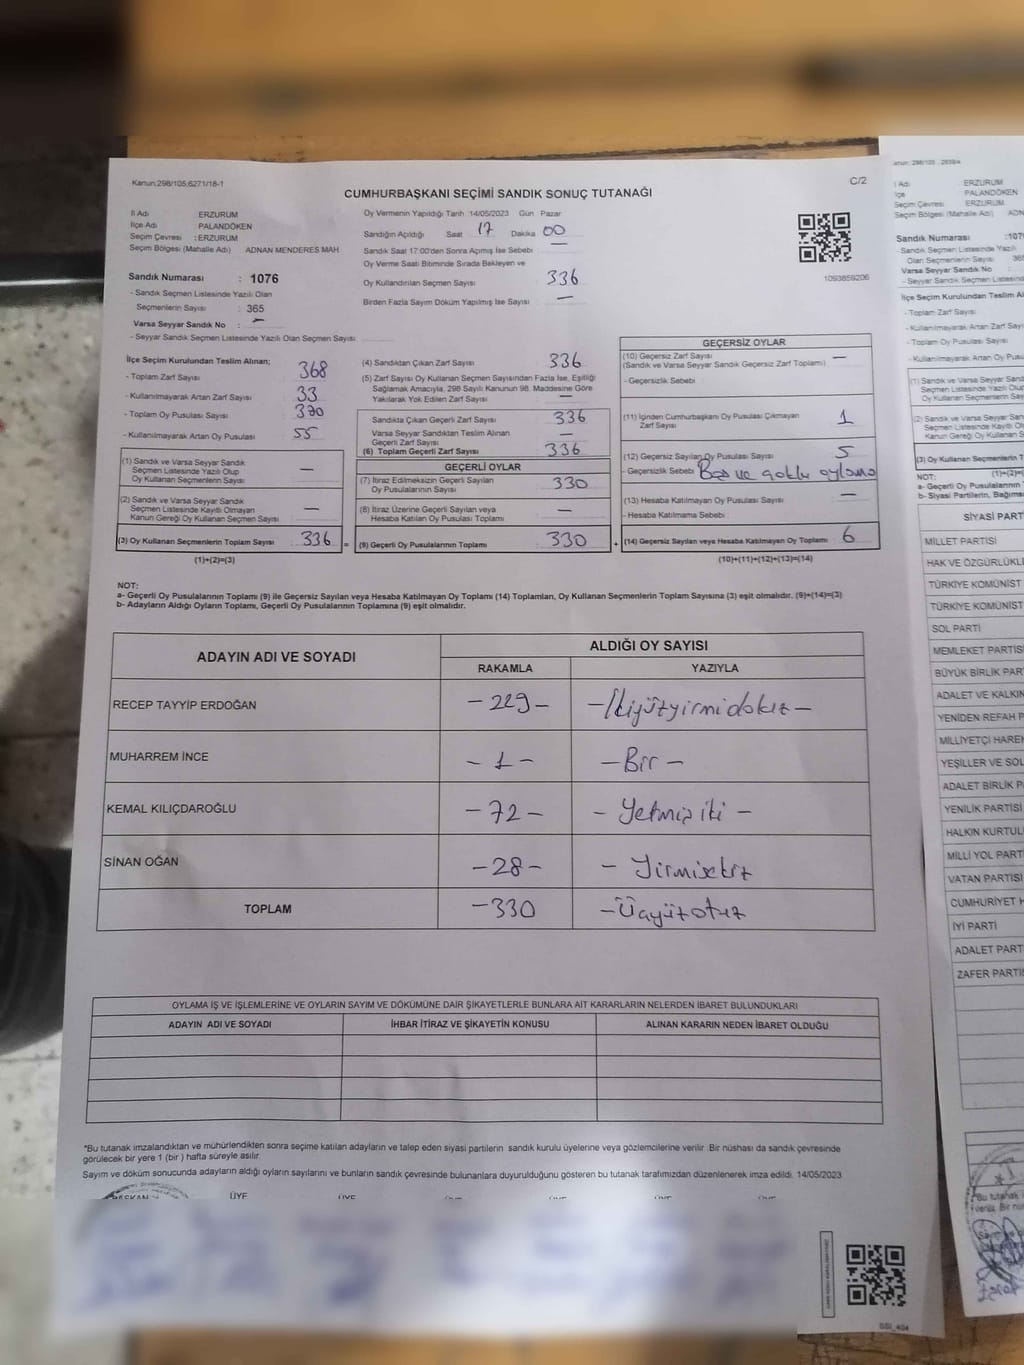 Kanun;298/105;6271/18-1
C/2
CUMHURBAŞKANI SEÇİMİ SANDIK SONUÇ TUTANAĞI
İl Adı ERZURUM
İlçe Adı PALANDÖKEN
Seçim Çevresi : ERZURUM
Seçim Bölgesi (Mahalle Adı) ADNAN MENDERES MAH.
Sandık Numarası : 1076
- Sandık Seçmen Listesinde Yazılı Olan
Seçmenlerin Sayısı : 365
Varsa Seyyar Sandık No : —
- Seyyar Sandık Seçmen Listesinde Yazılı Olan Seçmen Sayısı :
Oy Vermenin Yapıldığı Tarih 14/05/2023 Gün Pazar
Sandığın Açıldığı Saat 17 Dakika 00
Sandık Saat 17:00'den Sonra Açılmış İse Sebebi —
Oy Verme Saati Bitiminde Sırada Bekleyen ve
Oy Kullandırılan Seçmen Sayısı 336
Birden Fazla Sayım Döküm Yapılmış İse Sayısı —
1093859206
İlçe Seçim Kurulundan Teslim Alınan;
- Toplam Zarf Sayısı 368
- Kullanılmayarak Artan Zarf Sayısı 33
- Toplam Oy Pusulası Sayısı 370
- Kullanılmayarak Artan Oy Pusulası 55
(1) Sandık ve Varsa Seyyar Sandık
Seçmen Listesinde Yazılı Olup
Oy Kullanan Seçmenlerin Sayısı —
(2) Sandık ve Varsa Seyyar Sandık
Seçmen Listesinde Kayıtlı Olmayan
Kanun Gereği Oy Kullanan Seçmen Sayısı —
(3) Oy Kullanan Seçmenlerin Toplam Sayısı 336 =
(1)+(2)=(3)
(4) Sandıktan Çıkan Zarf Sayısı 336
(5) Zarf Sayısı Oy Kullanan Seçmen Sayısından Fazla İse, Eşitliği
Sağlamak Amacıyla, 298 Sayılı Kanunun 98. Maddesine Göre
Yakılarak Yok Edilen Zarf Sayısı —
Sandıkta Çıkan Geçerli Zarf Sayısı 336
Varsa Seyyar Sandıktan Teslim Alınan
Geçerli Zarf Sayısı —
(6) Toplam Geçerli Zarf Sayısı 336
GEÇERLİ OYLAR
(7) İtiraz Edilmeksizin Geçerli Sayılan
Oy Pusulalarının Sayısı 330
(8) İtiraz Üzerine Geçerli Sayılan veya
Hesaba Katılan Oy Pusulası Toplamı —
(9) Geçerli Oy Pusulalarının Toplamı 330 +
GEÇERSİZ OYLAR
(10) Geçersiz Zarf Sayısı —
(Sandık ve Varsa Seyyar Sandık Geçersiz Zarf Toplamı)
- Geçersizlik Sebebi
(11) İçinden Cumhurbaşkanı Oy Pusulası Çıkmayan
Zarf Sayısı 1
(12) Geçersiz Sayılan Oy Pusulası Sayısı 5
- Geçersizlik Sebebi Boş ve çoklu oylama
(13) Hesaba Katılmayan Oy Pusulası Sayısı —
- Hesaba Katılmama Sebebi
(14) Geçersiz Sayılan veya Hesaba Katılmayan Oy Toplamı 6
(10)+(11)+(12)+(13)=(14)
NOT:
a- Geçerli Oy Pusulalarının Toplamı (9) ile Geçersiz Sayılan veya Hesaba Katılmayan Oy Toplamı (14) Toplamları, Oy Kullanan Seçmenlerin Toplam Sayısına (3) eşit olmalıdır. (9)+(14)=(3)
b- Adayların Aldığı Oyların Toplamı, Geçerli Oy Pusulalarının Toplamına (9) eşit olmalıdır.
ADAYIN ADI VE SOYADI ALDIĞI OY SAYISI
RAKAMLA YAZIYLA
RECEP TAYYİP ERDOĞAN -229- -İkiyüzyirmidokuz-
MUHARREM İNCE -1- -Bir-
KEMAL KILIÇDAROĞLU -72- -Yetmişiki-
SİNAN OĞAN -28- -Yirmisekiz
TOPLAM -330 -Üçyüzotuz
OYLAMA İŞ VE İŞLEMLERİNE VE OYLARIN SAYIM VE DÖKÜMÜNE DAİR ŞİKAYETLERLE BUNLARA AİT KARARLARIN NELERDEN İBARET BULUNDUKLARI
ADAYIN ADI VE SOYADI İHBAR İTİRAZ VE ŞİKAYETİN KONUSU ALINAN KARARIN NEDEN İBARET OLDUĞU
*Bu tutanak imzalandıktan ve mühürlendikten sonra seçime katılan adayların ve talep eden siyasi partilerin sandık kurulu üyelerine veya gözlemcilerine verilir. Bir nüshası da sandık çevresinde
görülecek bir yere 1 (bir) hafta süreyle asılır.
Sayım ve döküm sonucunda adayların aldığı oyların sayılarını ve bunların sandık çevresinde bulunanlara duyurulduğunu gösteren bu tutanak tarafımızdan düzenlenerek imza edildi. 14/05/2023
BAŞKAN ÜYE ÜYE ÜYE ÜYE ÜYE ÜYE
İl Adı ERZURUM
İlçe PALANDÖKEN
Seçim Çevresi ERZURUM
Seçim Bölgesi (Mahalle Adı) ADN
Sandık Numarası :107
- Sandık Seçmen Listesinde Yazılı
Olan Seçmenlerin Sayısı 365
Varsa Seyyar Sandık No
- Seyyar Sandık Seçmen Listesinde
İlçe Seçim Kurulundan Teslim Al
- Toplam Zarf Sayısı
- Kullanılmayarak Artan Zarf Sayıs
- Toplam Oy Pusulası Sayısı
- Kullanılmayarak Artan Oy Pusula
(1) Sandık ve Varsa Seyyar Sandı
Seçmen Listesinde Yazılı Olup
Oy Kullanan Seçmenlerin Sayı
(2) Sandık ve Varsa Seyyar Sand
Seçmen Listesinde Kayıtlı Olm
Kanun Gereği Oy Kullanan Se
(3) Oy Kullanan Seçmenlerin T
(1)+(2)=
NOT:
a- Geçerli Oy Pusulalarının T
b- Siyasi Partilerin, Bağıms
SİYASİ PART
MİLLET PARTİSİ
HAK VE ÖZGÜRLÜKL
TÜRKİYE KOMÜNİST
TÜRKİYE KOMÜNİST
SOL PARTİ
MEMLEKET PARTİS
BÜYÜK BİRLİK PAR
ADALET VE KALKIN
YENİDEN REFAH P
MİLLİYETÇİ HAREK
YEŞİLLER VE SOL
ADALET BİRLİK P
YENİLİK PARTİSİ
HALKIN KURTUL
MİLLİ YOL PART
VATAN PARTİSİ
CUMHURİYET H
İYİ PARTİ
ADALET PART
ZAFER PARTİS